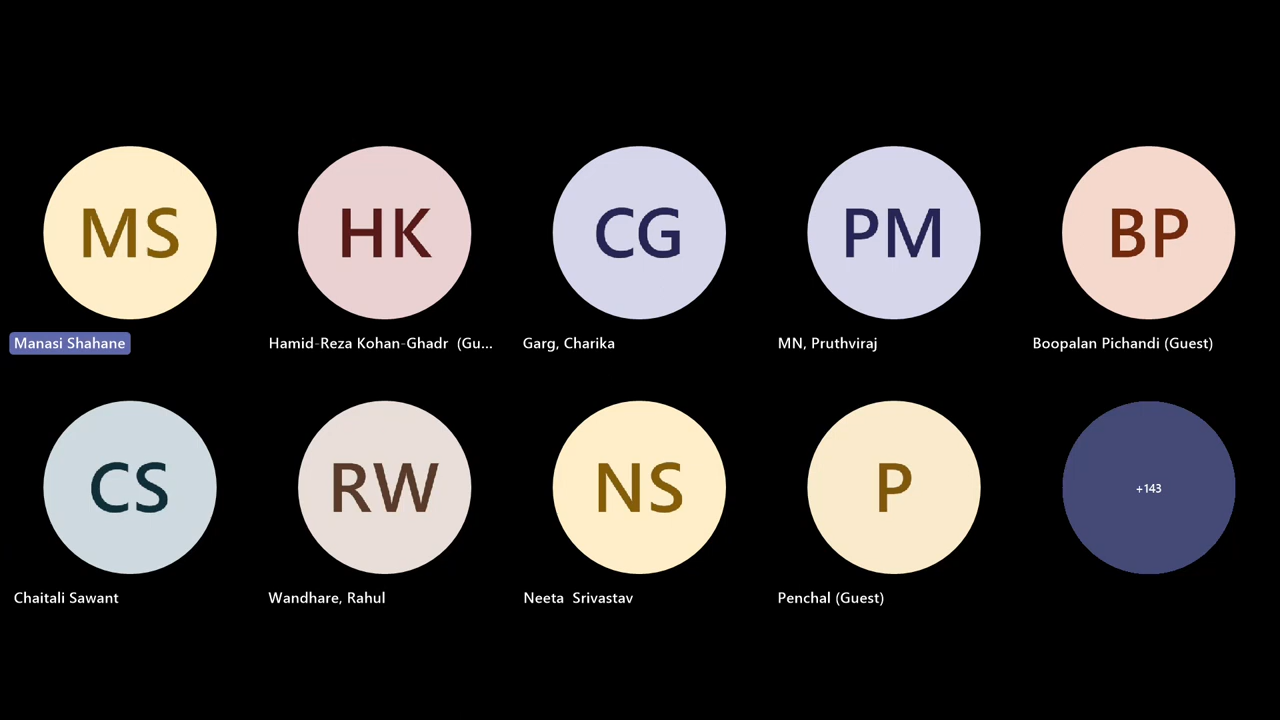 MS HK CG PM BP
Manasi Shahane Hamid-Reza Kohan-Ghadr (Gu... Garg, Charika MN, Pruthviraj Boopalan Pichandi (Guest)
CS RW NS P +143
Chaitali Sawant Wandhare, Rahul Neeta Srivastav Penchal (Guest)